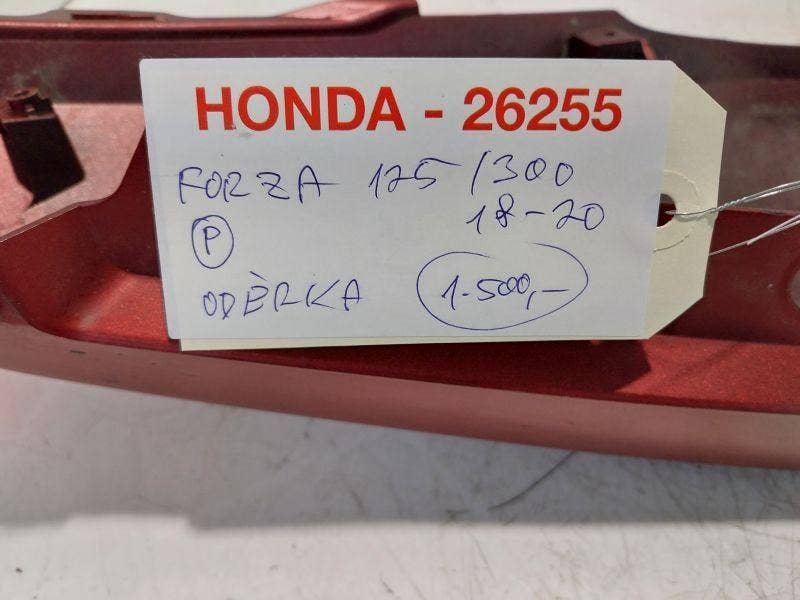 HONDA - 26255
FORZA 125/300
18-20
P
ODĚRKA 1.500,-